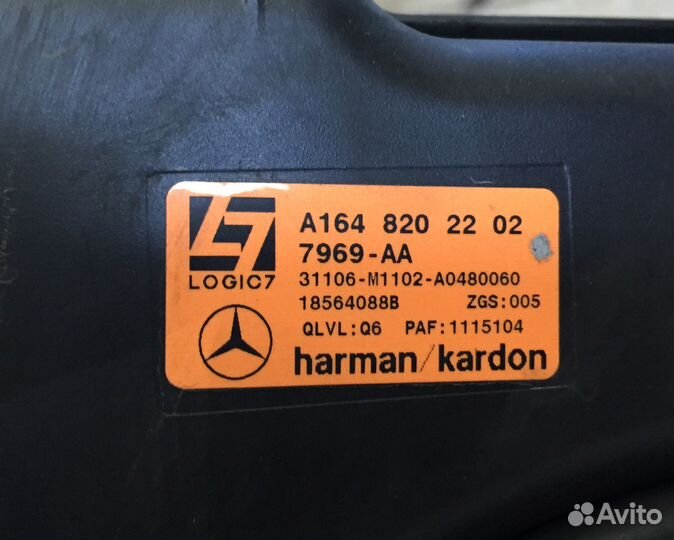 LOGIC7
A164 820 22 02
7969-AA
31106-M1102-A0480060
18564088B ZGS:005
QLVL:Q6 PAF:1115104
harman/kardon
Avito